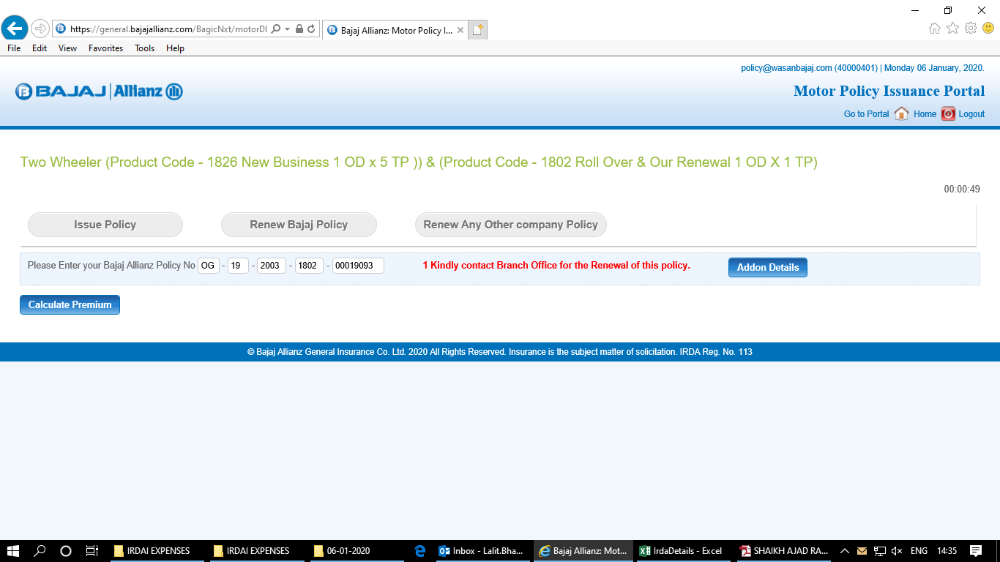 https://general.bajajallianz.com/BagicNxt/motorDI
Bajaj Allianz: Motor Policy I...
File Edit View Favorites Tools Help
policy@wasanbajaj.com (40000401) | Monday 06 January, 2020.
BAJAJ Allianz
Motor Policy Issuance Portal
Go to Portal Home Logout
Two Wheeler (Product Code - 1826 New Business 1 OD x 5 TP )) & (Product Code - 1802 Roll Over & Our Renewal 1 OD X 1 TP)
00:00:49
Issue Policy Renew Bajaj Policy Renew Any Other company Policy
Please Enter your Bajaj Allianz Policy No OG - 19 - 2003 - 1802 - 00019093 1 Kindly contact Branch Office for the Renewal of this policy. Addon Details
Calculate Premium
© Bajaj Allianz General Insurance Co. Ltd. 2020 All Rights Reserved. Insurance is the subject matter of solicitation. IRDA Reg. No. 113
IRDAI EXPENSES IRDAI EXPENSES 06-01-2020 Inbox - Lalit.Bha... Bajaj Allianz: Mot... IrdaDetails - Excel SHAIKH AJAD RA... ENG 14:35